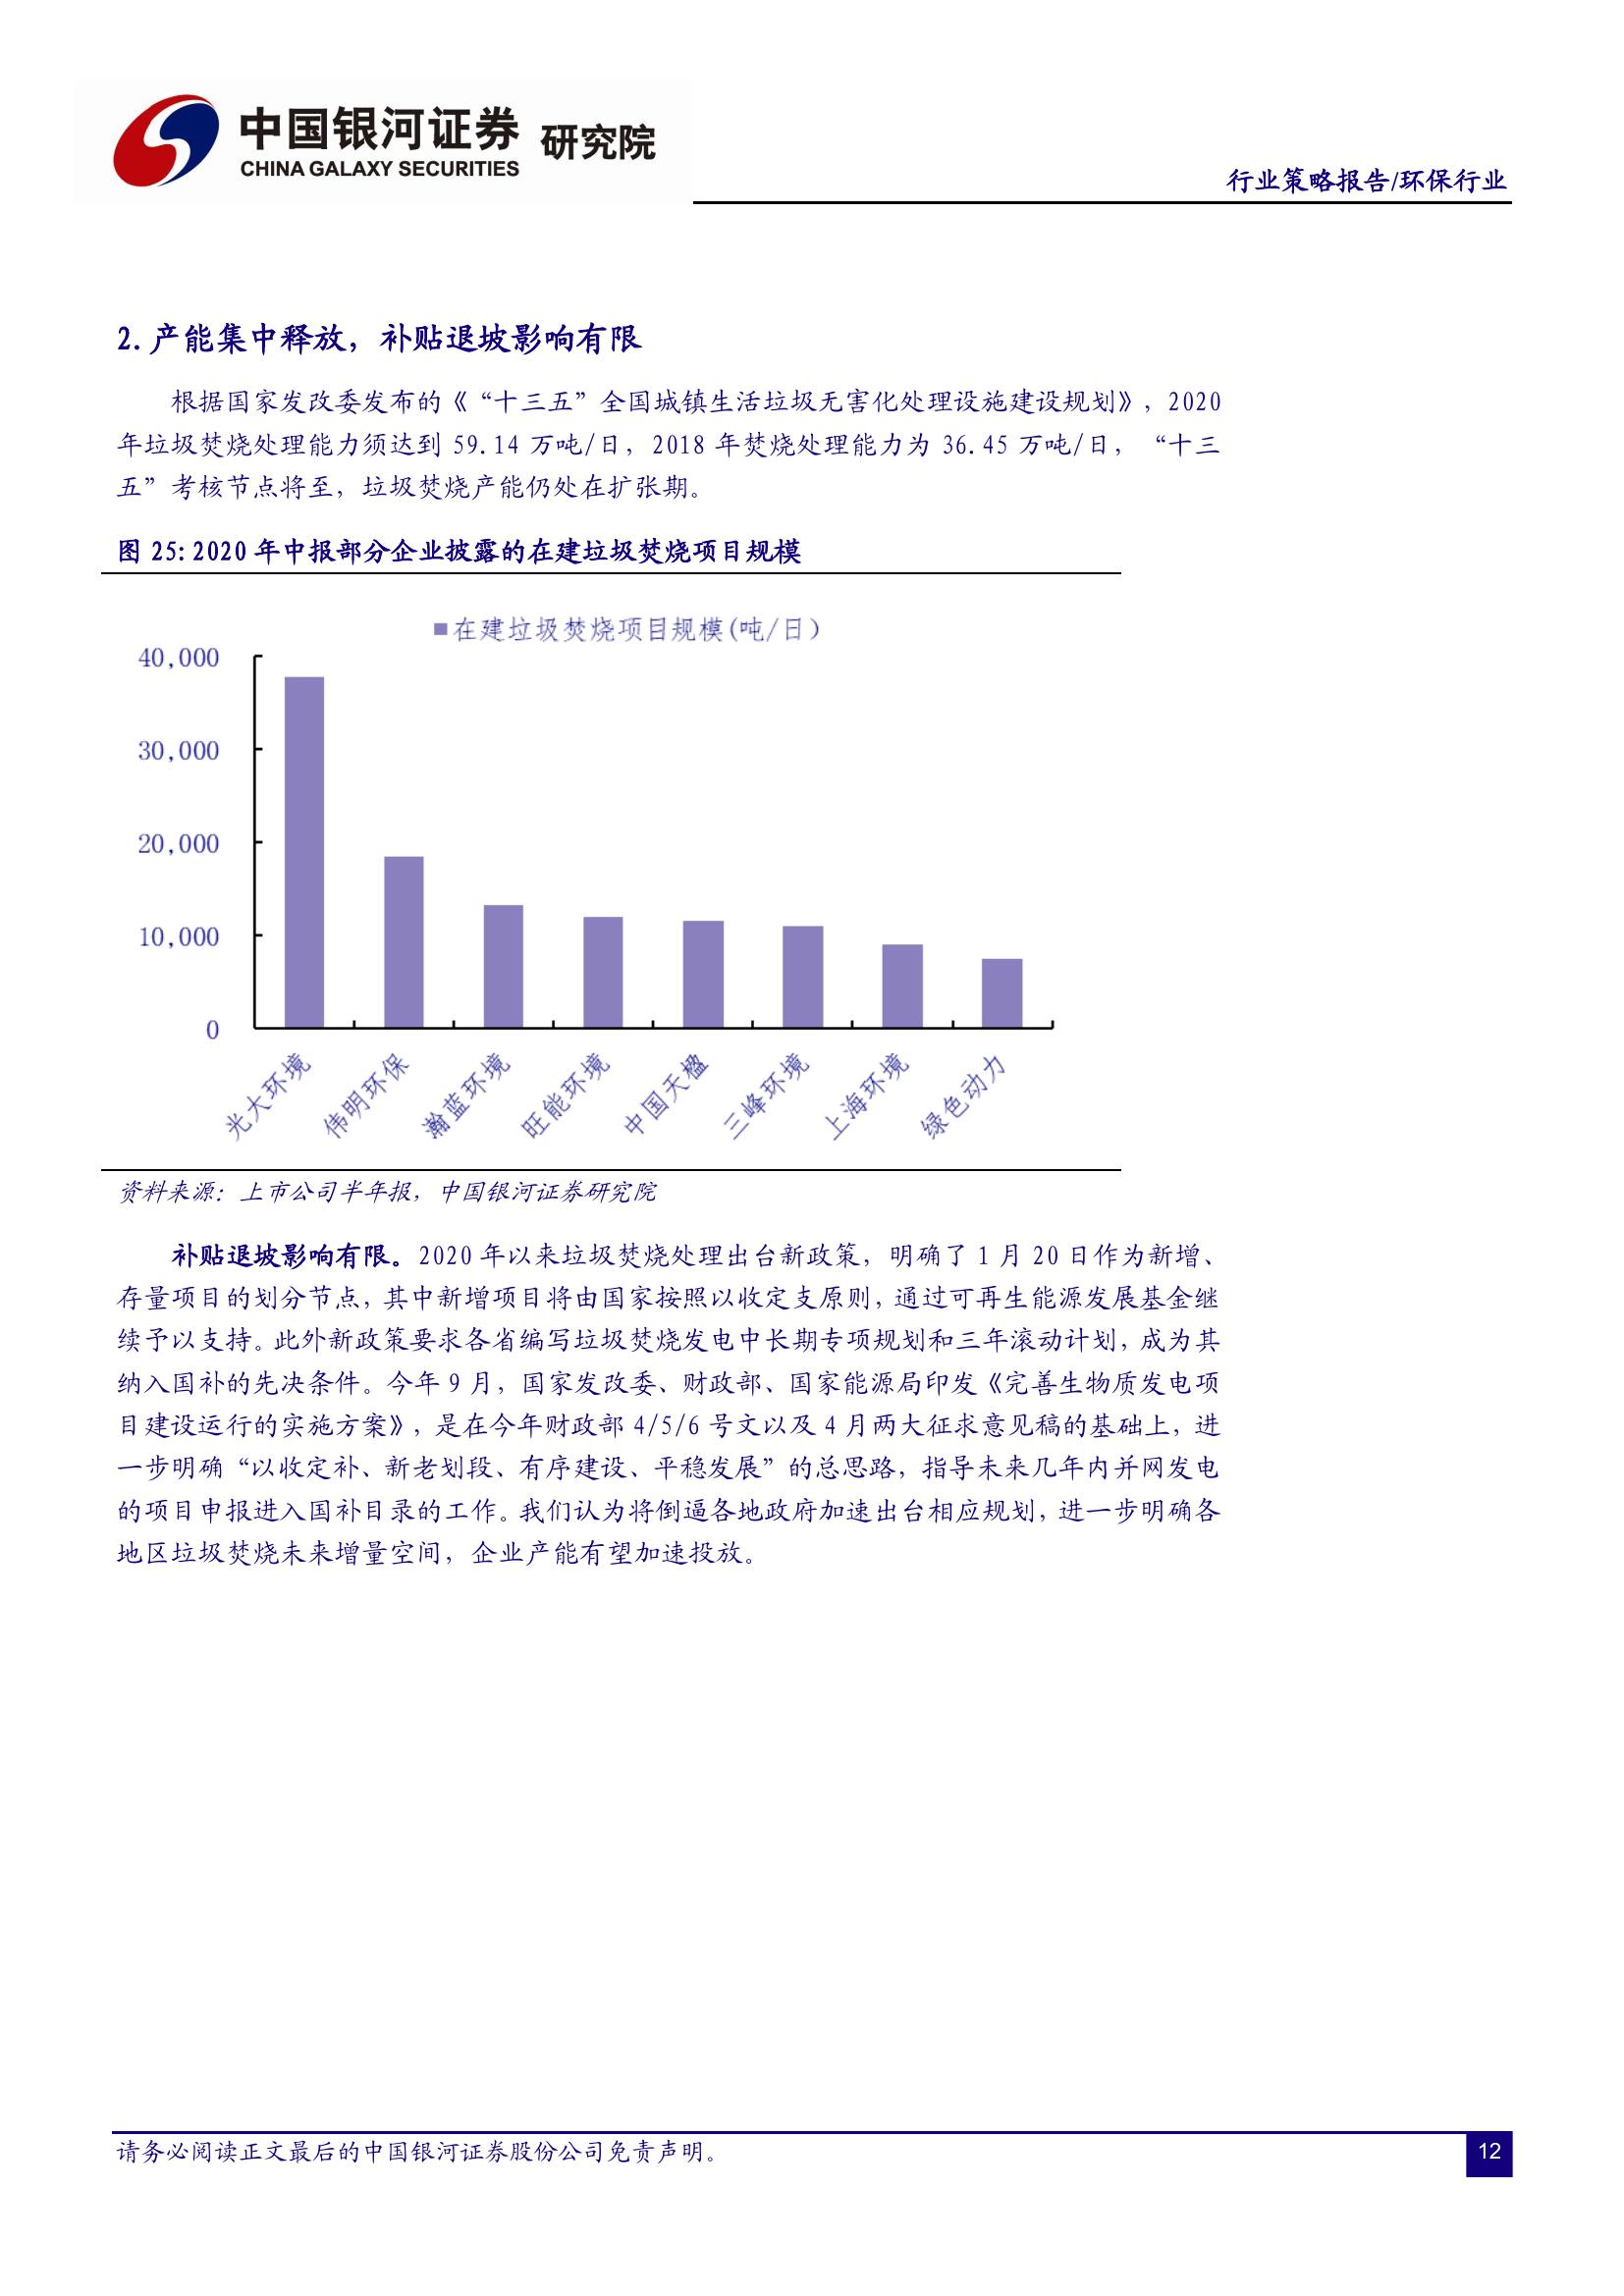 中国银河证券 研究院
CHINA GALAXY SECURITIES
行业策略报告/环保行业
2. 产能集中释放，补贴退坡影响有限
根据国家发改委发布的《“十三五”全国城镇生活垃圾无害化处理设施建设规划》，2020
年垃圾焚烧处理能力须达到 59.14 万吨/日，2018 年焚烧处理能力为 36.45 万吨/日，“十三
五”考核节点将至，垃圾焚烧产能仍处在扩张期。
图 25: 2020 年中报部分企业披露的在建垃圾焚烧项目规模
在建垃圾焚烧项目规模(吨/日)
40,000
30,000
20,000
10,000
0
光大环境
伟明环保
瀚蓝环境
旺能环境
中国天楹
三峰环境
上海环境
绿色动力
资料来源：上市公司半年报，中国银河证券研究院
补贴退坡影响有限。2020 年以来垃圾焚烧处理出台新政策，明确了 1 月 20 日作为新增、
存量项目的划分节点，其中新增项目将由国家按照以收定支原则，通过可再生能源发展基金继
续予以支持。此外新政策要求各省编写垃圾焚烧发电中长期专项规划和三年滚动计划，成为其
纳入国补的先决条件。今年 9 月，国家发改委、财政部、国家能源局印发《完善生物质发电项
目建设运行的实施方案》，是在今年财政部 4/5/6 号文以及 4 月两大征求意见稿的基础上，进
一步明确“以收定补、新老划段、有序建设、平稳发展”的总思路，指导未来几年内并网发电
的项目申报进入国补目录的工作。我们认为将倒逼各地政府加速出台相应规划，进一步明确各
地区垃圾焚烧未来增量空间，企业产能有望加速投放。
请务必阅读正文最后的中国银河证券股份公司免责声明。
12